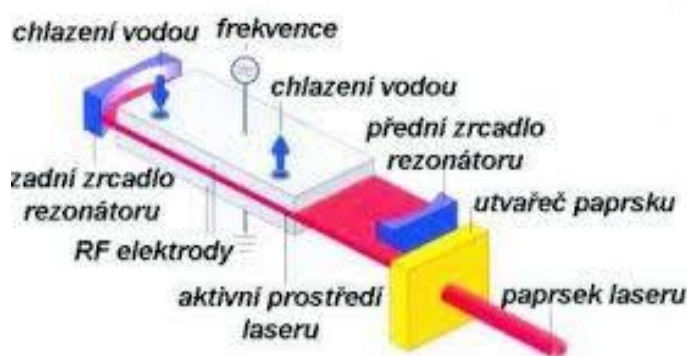 chlazení vodou
frekvence
chlazení vodou
přední zrcadlo
rezonátoru
zadní zrcadlo
rezonátoru
utvařeč paprsku
RF elektrody
aktivní prostředí
laseru
paprsek laseru